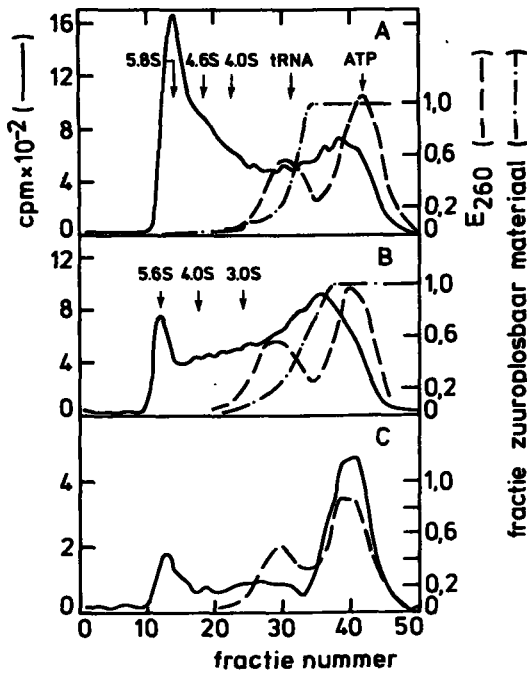 16
12
8
4
0
A
5.8S 4.6S 4.0S tRNA ATP
1,0
0,6
0,2
0
12
8
4
0
B
5.6S 4.0S 3.0S
1,0
0,6
0,2
0
4
2
0
C
1,0
0,6
0,2
0
0 10 20 30 40 50
fractie nummer
cpm×10⁻² (——)
E260 (— — —)
fractie zuuroplosbaar materiaal (—·—·—)